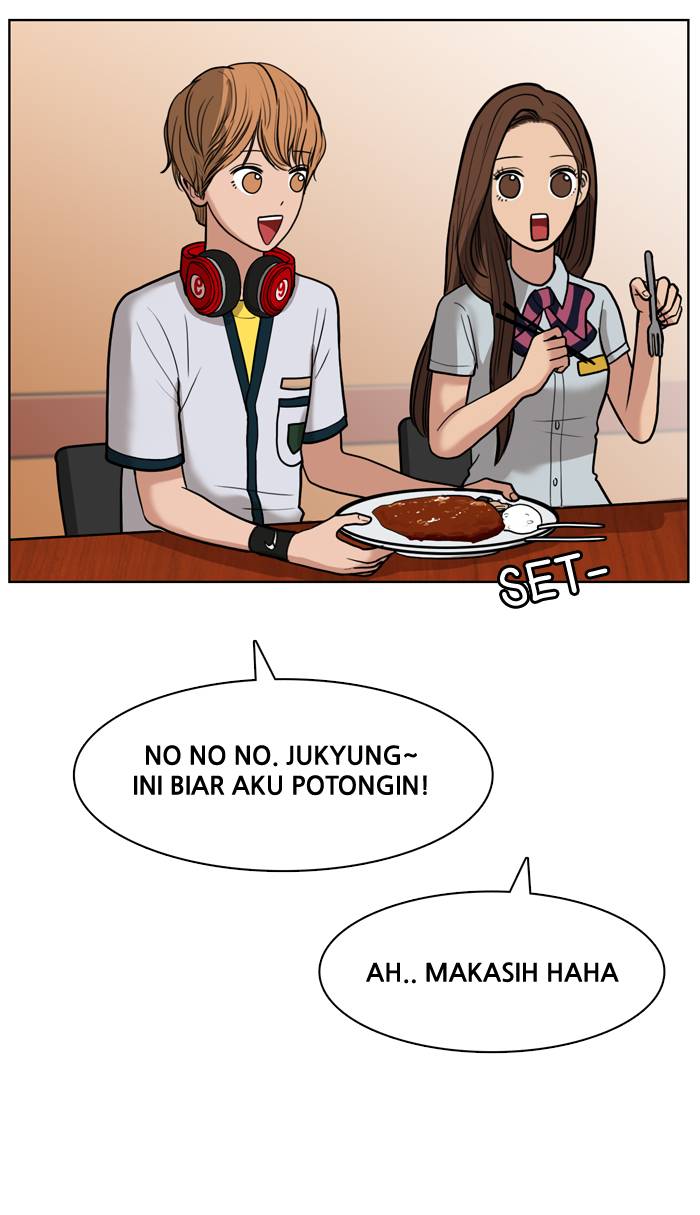 SET-
NO NO NO. JUKYUNG~
INI BIAR AKU POTONGIN!
AH.. MAKASIH HAHA